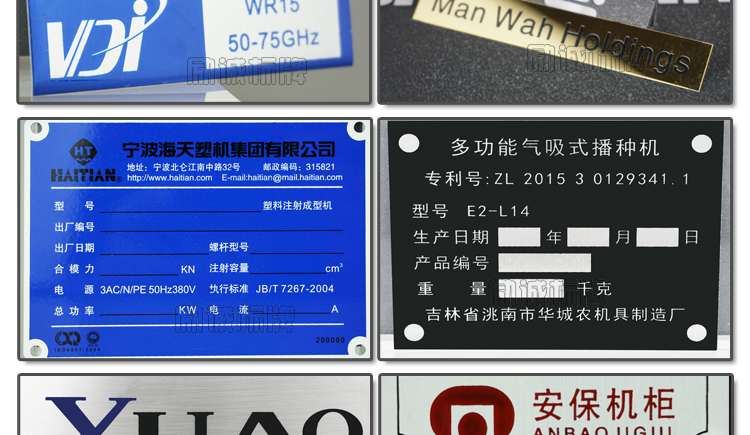 VDi
WR15
50-75GHz
Man Wah Holdings
HT
HAITIAN®
宁波海天塑机集团有限公司
地址:宁波北仑江南中路32号 邮政编码:315821
http://www.haitian.com E-mail:haitian@mail.haitian.com
型 号 塑料注射成型机
出厂编号
出厂日期 螺杆型号
合 模 力 KN 注射容量 cm³
电 源 3AC/N/PE 50Hz380V 执行标准 JB/T 7267-2004
总 功 率 KW 电 流 A
ISO9001:2000
200000
多功能气吸式播种机
专利号:ZL 2015 3 0129341.1
型号 E2-L14
生产日期 年 月 日
产品编号
重 量 千克
吉林省洮南市华城农机具制造厂
YUAO
安保机柜
ANBAOJIGUI